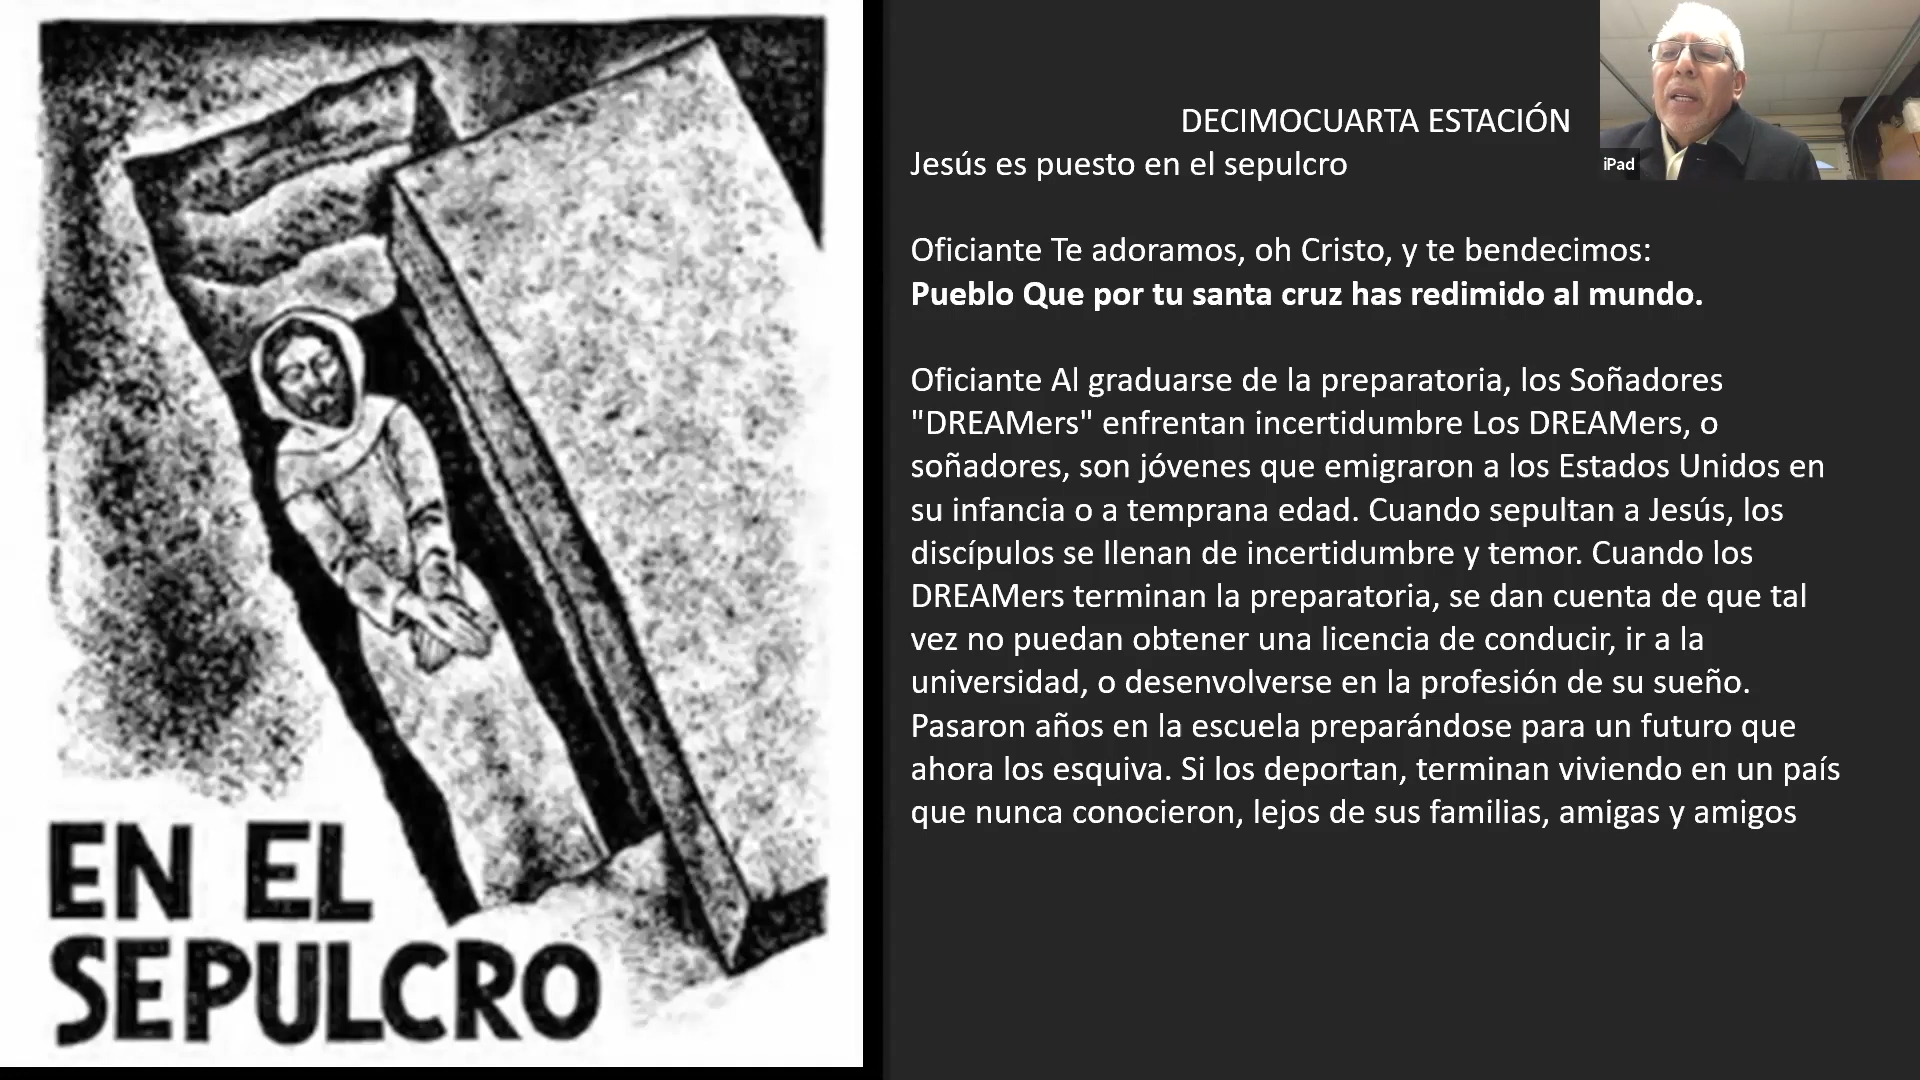 EN EL
SEPULCRO
DECIMOCUARTA ESTACIÓN
Jesús es puesto en el sepulcro
Oficiante Te adoramos, oh Cristo, y te bendecimos:
Pueblo Que por tu santa cruz has redimido al mundo.
Oficiante Al graduarse de la preparatoria, los Soñadores
"DREAMers" enfrentan incertidumbre Los DREAMers, o
soñadores, son jóvenes que emigraron a los Estados Unidos en
su infancia o a temprana edad. Cuando sepultan a Jesús, los
discípulos se llenan de incertidumbre y temor. Cuando los
DREAMers terminan la preparatoria, se dan cuenta de que tal
vez no puedan obtener una licencia de conducir, ir a la
universidad, o desenvolverse en la profesión de su sueño.
Pasaron años en la escuela preparándose para un futuro que
ahora los esquiva. Si los deportan, terminan viviendo en un país
que nunca conocieron, lejos de sus familias, amigas y amigos
iPad